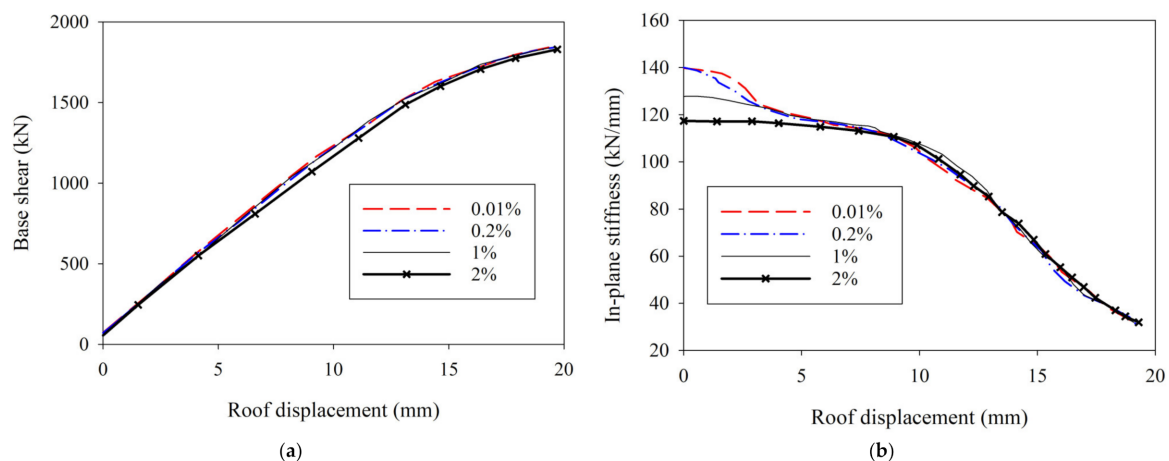 2000
1500
1000
500
0
Base shear (kN)
0.01%
0.2%
1%
2%
0 5 10 15 20
Roof displacement (mm)
(a)
160
140
120
100
80
60
40
20
In-plane stiffness (kN/mm)
0.01%
0.2%
1%
2%
0 5 10 15 20
Roof displacement (mm)
(b)